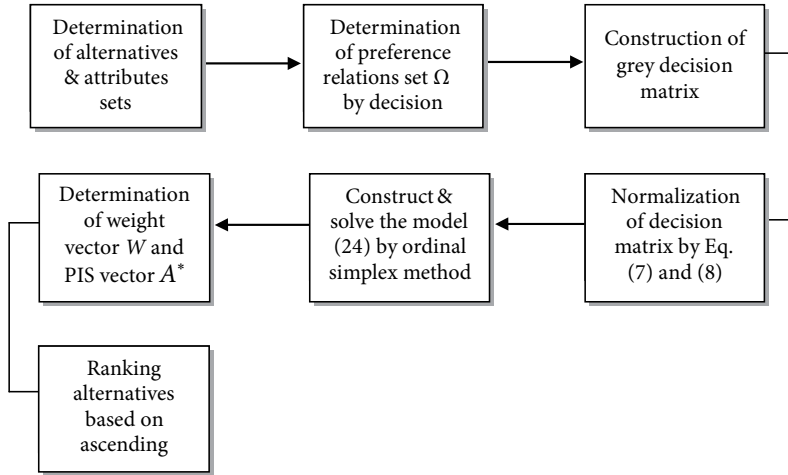 Determination
of alternatives
& attributes
sets
Determination
of preference
relations set Ω
by decision
Construction of
grey decision
matrix
Determination
of weight
vector W and
PIS vector A*
Construct &
solve the model
(24) by ordinal
simplex method
Normalization
of decision
matrix by Eq.
(7) and (8)
Ranking
alternatives
based on
ascending